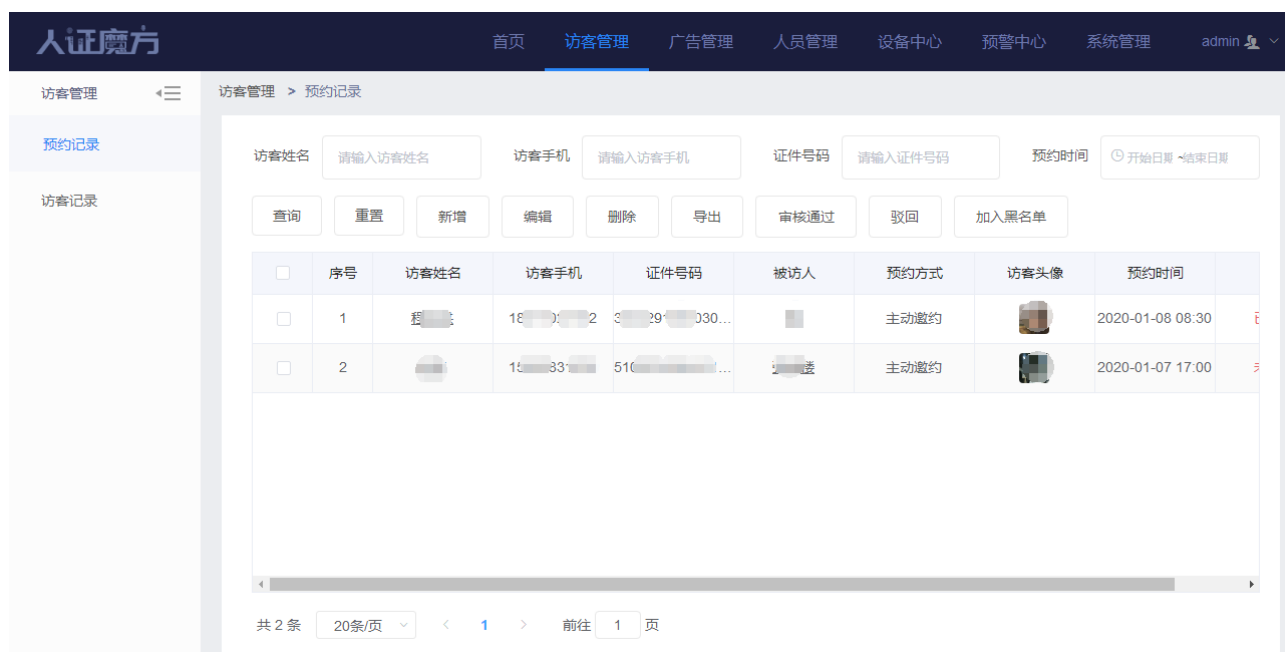 人证魔方 首页 访客管理 广告管理 人员管理 设备中心 预警中心 系统管理 admin
访客管理 访客管理 > 预约记录
预约记录
访客记录
访客姓名 请输入访客姓名 访客手机 请输入访客手机 证件号码 请输入证件号码 预约时间 开始日期 ~结束日期
查询 重置 新增 编辑 删除 导出 审核通过 驳回 加入黑名单
序号 访客姓名 访客手机 证件号码 被访人 预约方式 访客头像 预约时间
1 18 2 3 29 030... 主动邀约 2020-01-08 08:30
2 15 83 510 ... 主动邀约 2020-01-07 17:00
共 2 条 20条/页 < 1 > 前往 1 页